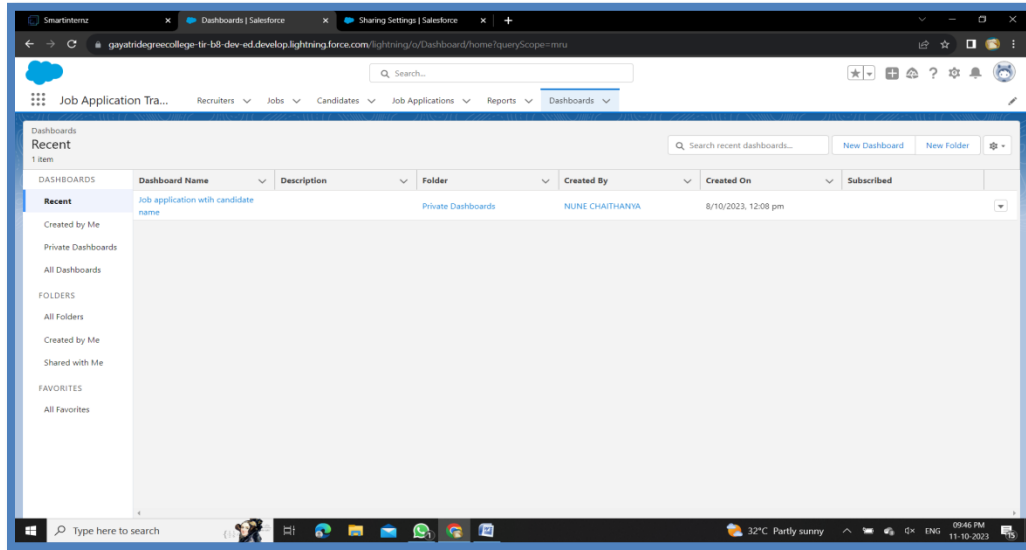 Smartinternz
Dashboards | Salesforce
Sharing Settings | Salesforce
gayatridegreecollege-tir-b8-dev-ed.develop.lightning.force.com/lightning/o/Dashboard/home?queryScope=mru
Search...
Job Application Tra...
Recruiters
Jobs
Candidates
Job Applications
Reports
Dashboards
Dashboards
Recent
1 item
Search recent dashboards...
New Dashboard
New Folder
DASHBOARDS
Recent
Created by Me
Private Dashboards
All Dashboards
FOLDERS
All Folders
Created by Me
Shared with Me
FAVORITES
All Favorites
Dashboard Name
Description
Folder
Created By
Created On
Subscribed
Job application wtih candidate
name
Private Dashboards
NUNE CHAITHANYA
8/10/2023, 12:08 pm
Type here to search
32°C Partly sunny
ENG
09:46 PM
11-10-2023
15